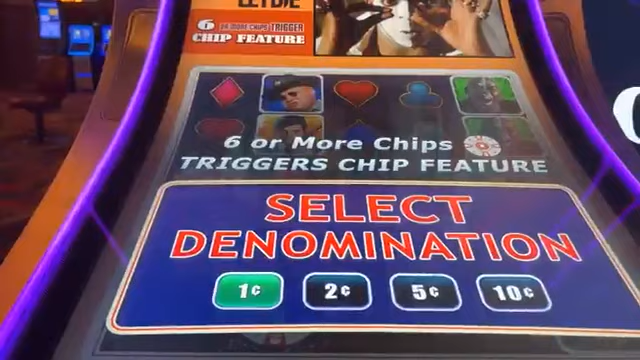 6 OR MORE CHIPS TRIGGER
CHIP FEATURE
6 or More Chips
TRIGGERS CHIP FEATURE
SELECT
DENOMINATION
1¢ 2¢ 5¢ 10¢